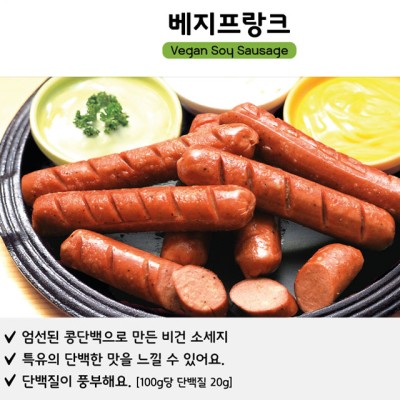 베지프랑크
Vegan Soy Sausage
✔ 엄선된 콩단백으로 만든 비건 소세지
✔ 특유의 단백한 맛을 느낄 수 있어요.
✔ 단백질이 풍부해요. [100g당 단백질 20g]